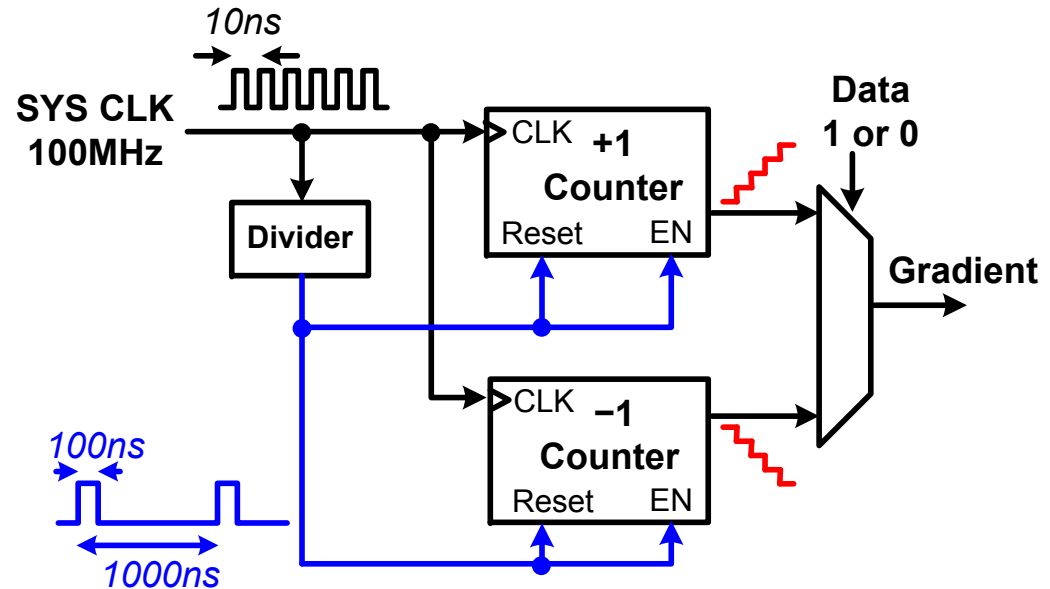 10ns
SYS CLK
100MHz
Data
1 or 0
CLK +1
Counter
Reset EN
Divider
Gradient
CLK −1
Counter
Reset EN
100ns
1000ns